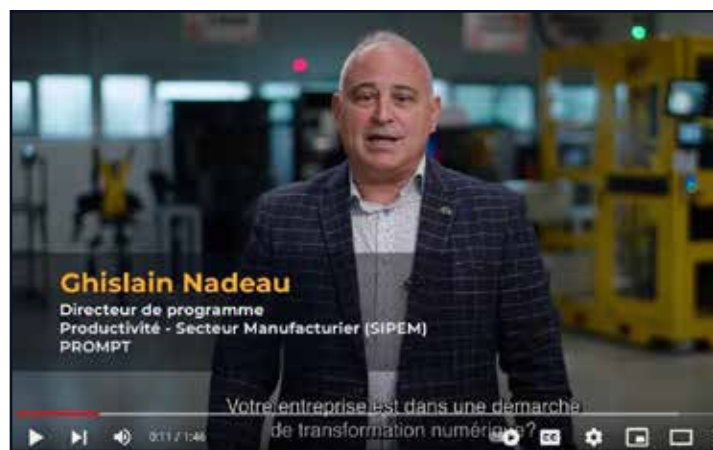 Ghislain Nadeau
Directeur de programme
Productivité - Secteur Manufacturier (SIPEM)
PROMPT
Votre entreprise est dans une démarche
de transformation numérique?
0:11 / 1:46
CC